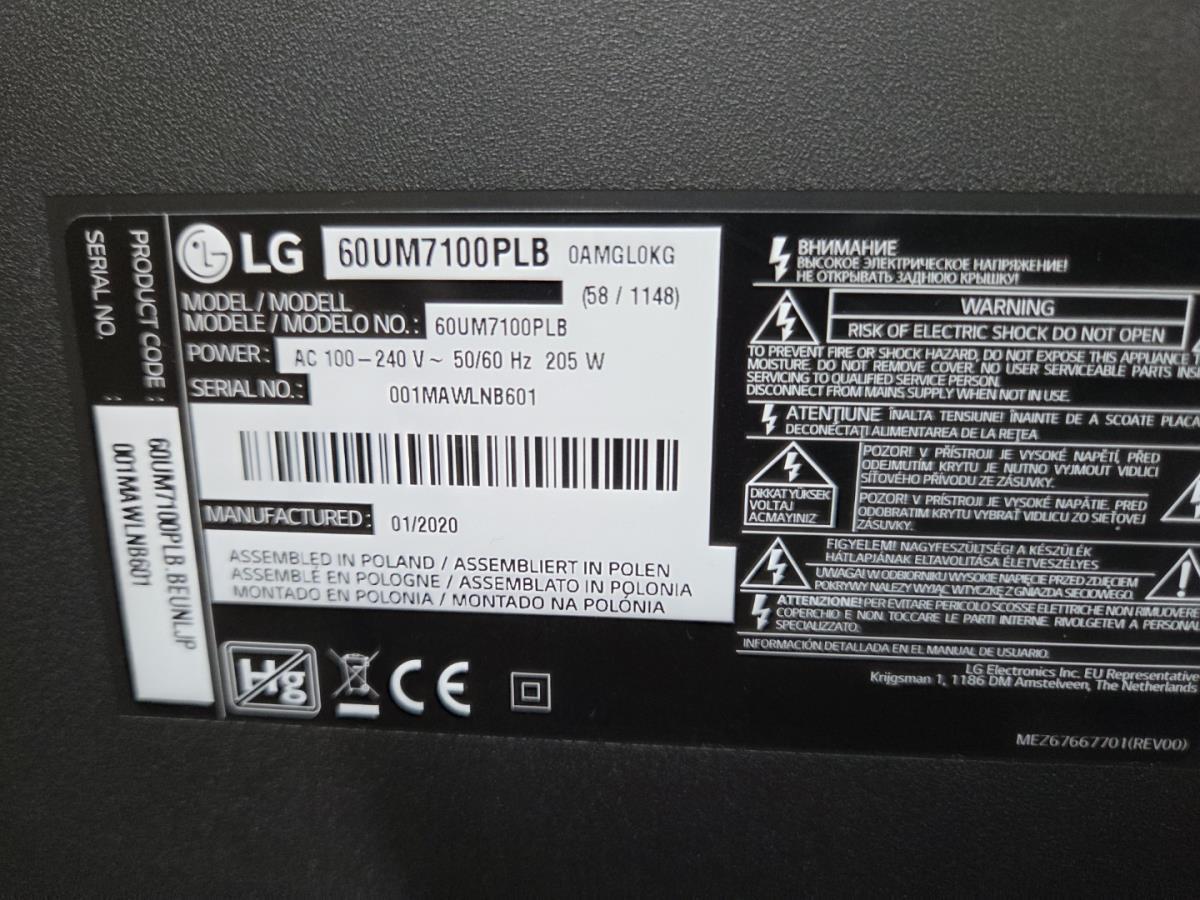 PRODUCT CODE :
SERIAL NO. :
60UM7100PLB BEUNLJP
001MAWLNB601
LG 60UM7100PLB 0AMGL0KG
(58 / 1148)
MODEL / MODELL
MODELE / MODELO NO. : 60UM7100PLB
POWER : AC 100 – 240 V ~ 50/60 Hz 205 W
SERIAL NO. : 001MAWLNB601
MANUFACTURED : 01/2020
ASSEMBLED IN POLAND / ASSEMBLIERT IN POLEN
ASSEMBLÉ EN POLOGNE / ASSEMBLATO IN POLONIA
MONTADO EN POLONIA / MONTADO NA POLÓNIA
Hg
CE
ВНИМАНИЕ
ВЫСОКОЕ ЭЛЕКТРИЧЕСКОЕ НАПРЯЖЕНИЕ!
НЕ ОТКРЫВАТЬ ЗАДНЮЮ КРЫШКУ!
WARNING
RISK OF ELECTRIC SHOCK DO NOT OPEN
TO PREVENT FIRE OR SHOCK HAZARD, DO NOT EXPOSE THIS APPLIANCE
MOISTURE. DO NOT REMOVE COVER. NO USER SERVICEABLE PARTS
SERVICING TO QUALIFIED SERVICE PERSON.
DISCONNECT FROM MAINS SUPPLY WHEN NOT IN USE.
ATENŢIUNE ÎNALTA TENSIUNE! ÎNAINTE DE A SCOATE PLACA
DECONECTAŢI ALIMENTAREA DE LA REŢEA
DIKKAT YÜKSEK
VOLTAJ
AÇMAYINIZ
POZOR! V PŘÍSTROJI JE VYSOKÉ NAPĚTÍ, PŘED
ODEJMUTÍM KRYTU JE NUTNO VYJMOUT VIDLICI
SÍŤOVÉHO PŘÍVODU ZE ZÁSUVKY.
POZOR! V PRÍSTROJI JE VYSOKÉ NAPÄTIE, PRED
ODOBRATIM KRYTU VYBRAŤ VIDLICU ZO SIEŤOVEJ
ZÁSUVKY.
FIGYELEM! NAGYFESZÜLTSÉG! A KÉSZÜLÉK
HÁTLAPJÁNAK ELTAVOLÍTÁSA ÉLETVESZÉLYES
UWAGA! W ODBIORNIKU WYSOKIE NAPIĘCIE PRZED ZDJĘCIEM
POKRYWY NALEŻY WYJĄĆ WTYCZKĘ Z GNIAZDA SIECIOWEGO
ATTENZIONE! PER EVITARE PERICOLO SCOSSE ELETTRICHE NON RIMUOVERE
COPERCHIO E NON TOCCARE LE PARTI INTERNE. RIVOLGETEVI A PERSONAL
SPECIALIZZATO.
INFORMACIÓN DETALLADA EN EL MANUAL DE USUARIO.
LG Electronics Inc. EU Representative
Krijgsman 1, 1186 DM Amstelveen, The Netherlands
MEZ67667701(REV00)